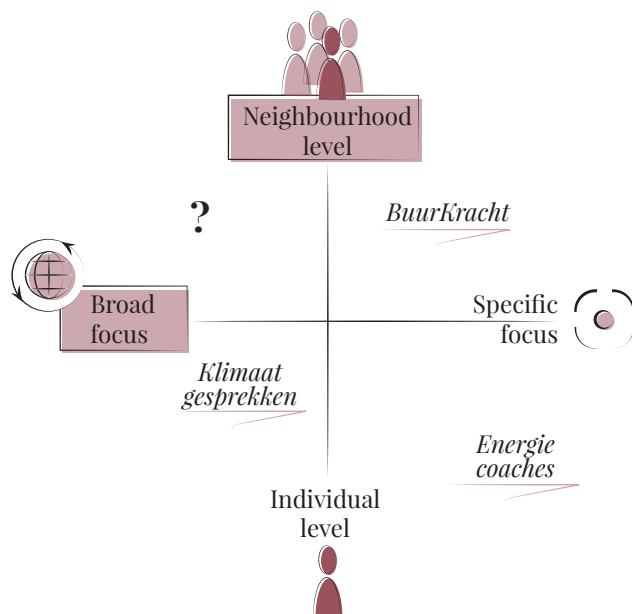 Neighbourhood
level
?
BuurKracht
Broad
focus
Specific
focus
Klimaat
gesprekken
Energie
coaches
Individual
level